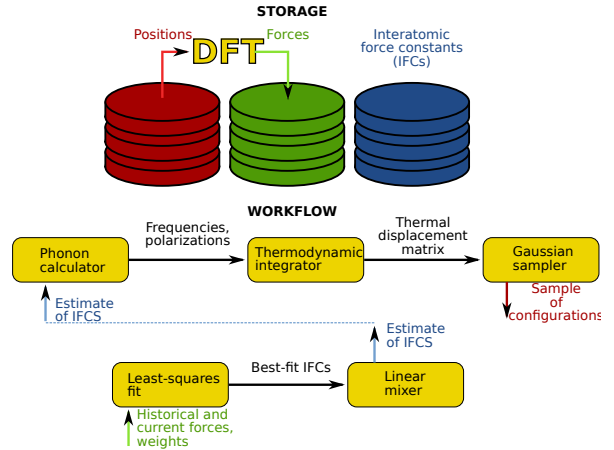 STORAGE
Positions
DFT
Forces
Interatomic
force constants
(IFCs)
WORKFLOW
Frequencies,
polarizations
Thermal
displacement
matrix
Phonon
calculator
Thermodynamic
integrator
Gaussian
sampler
Estimate
of IFCS
Sample
of
configurations
Estimate
of IFCS
Least-squares
fit
Best-fit IFCs
Linear
mixer
Historical and
current forces,
weights